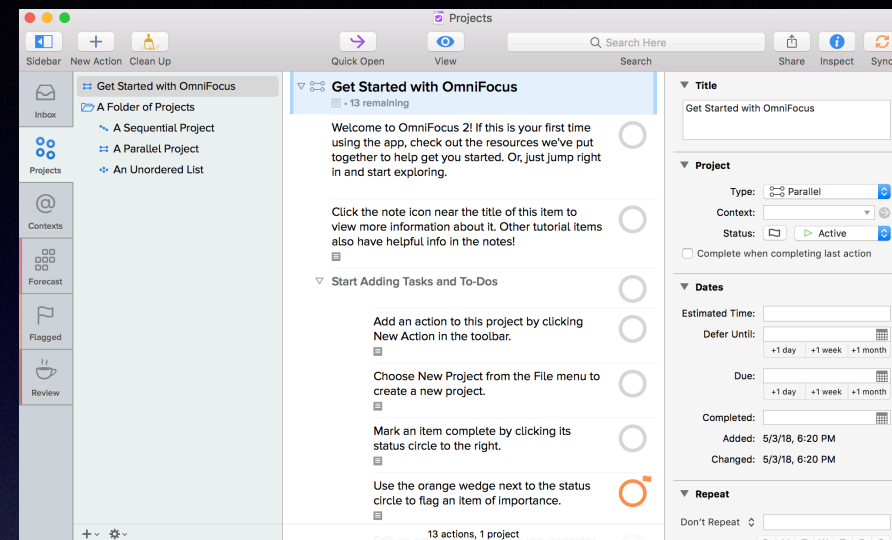 Projects
Sidebar
New Action
Clean Up
Quick Open
View
Search Here
Search
Share
Inspect
Sync
Inbox
Projects
Contexts
Forecast
Flagged
Review
Get Started with OmniFocus
A Folder of Projects
A Sequential Project
A Parallel Project
An Unordered List
Get Started with OmniFocus
• 13 remaining
Welcome to OmniFocus 2! If this is your first time
using the app, check out the resources we've put
together to help get you started. Or, just jump right
in and start exploring.
Click the note icon near the title of this item to
view more information about it. Other tutorial items
also have helpful info in the notes!
Start Adding Tasks and To-Dos
Add an action to this project by clicking
New Action in the toolbar.
Choose New Project from the File menu to
create a new project.
Mark an item complete by clicking its
status circle to the right.
Use the orange wedge next to the status
circle to flag an item of importance.
13 actions, 1 project
Title
Get Started with OmniFocus
Project
Type: Parallel
Context:
Status: Active
Complete when completing last action
Dates
Estimated Time:
Defer Until:
+1 day +1 week +1 month
Due:
+1 day +1 week +1 month
Completed:
Added: 5/3/18, 6:20 PM
Changed: 5/3/18, 6:20 PM
Repeat
Don't Repeat